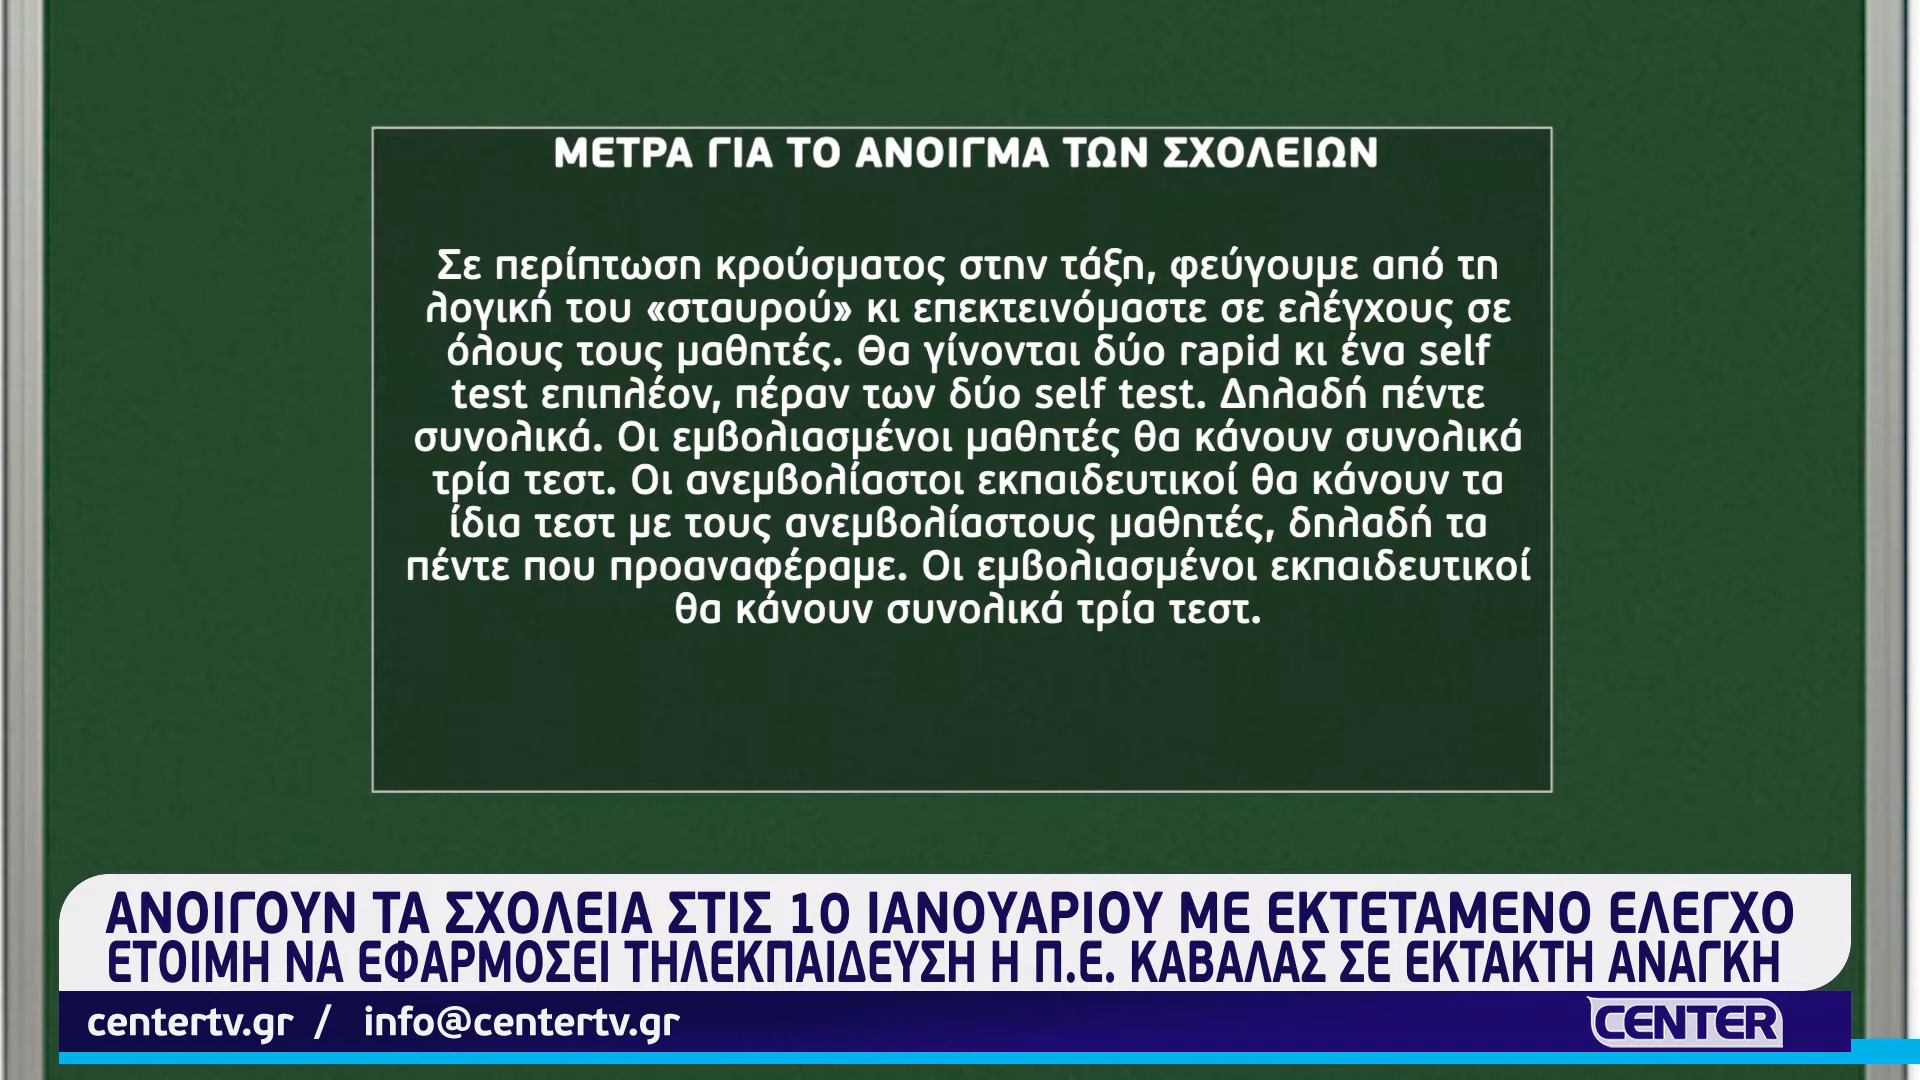 ΜΕΤΡΑ ΓΙΑ ΤΟ ΑΝΟΙΓΜΑ ΤΩΝ ΣΧΟΛΕΙΩΝ
Σε περίπτωση κρούσματος στην τάξη, φεύγουμε από τη
λογική του «σταυρού» κι επεκτεινόμαστε σε ελέγχους σε
όλους τους μαθητές. Θα γίνονται δύο rapid κι ένα self
test επιπλέον, πέραν των δύο self test. Δηλαδή πέντε
συνολικά. Οι εμβολιασμένοι μαθητές θα κάνουν συνολικά
τρία τεστ. Οι ανεμβολίαστοι εκπαιδευτικοί θα κάνουν τα
ίδια τεστ με τους ανεμβολίαστους μαθητές, δηλαδή τα
πέντε που προαναφέραμε. Οι εμβολιασμένοι εκπαιδευτικοί
θα κάνουν συνολικά τρία τεστ.
ΑΝΟΙΓΟΥΝ ΤΑ ΣΧΟΛΕΙΑ ΣΤΙΣ 10 ΙΑΝΟΥΑΡΙΟΥ ΜΕ ΕΚΤΕΤΑΜΕΝΟ ΕΛΕΓΧΟ
ΕΤΟΙΜΗ ΝΑ ΕΦΑΡΜΟΣΕΙ ΤΗΛΕΚΠΑΙΔΕΥΣΗ Η Π.Ε. ΚΑΒΑΛΑΣ ΣΕ ΕΚΤΑΚΤΗ ΑΝΑΓΚΗ
centertv.gr / info@centertv.gr
CENTER